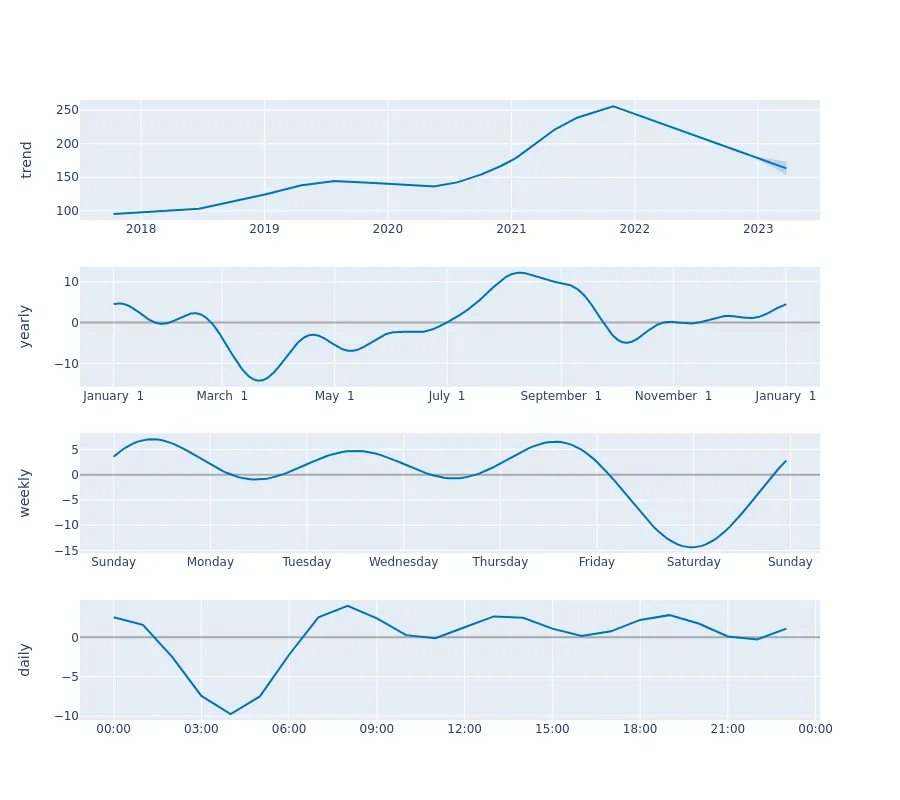 trend
250
200
150
100
2018 2019 2020 2021 2022 2023
yearly
10
0
−10
January 1 March 1 May 1 July 1 September 1 November 1 January 1
weekly
5
0
−5
−10
−15
Sunday Monday Tuesday Wednesday Thursday Friday Saturday Sunday
daily
0
−5
−10
00:00 03:00 06:00 09:00 12:00 15:00 18:00 21:00 00:00